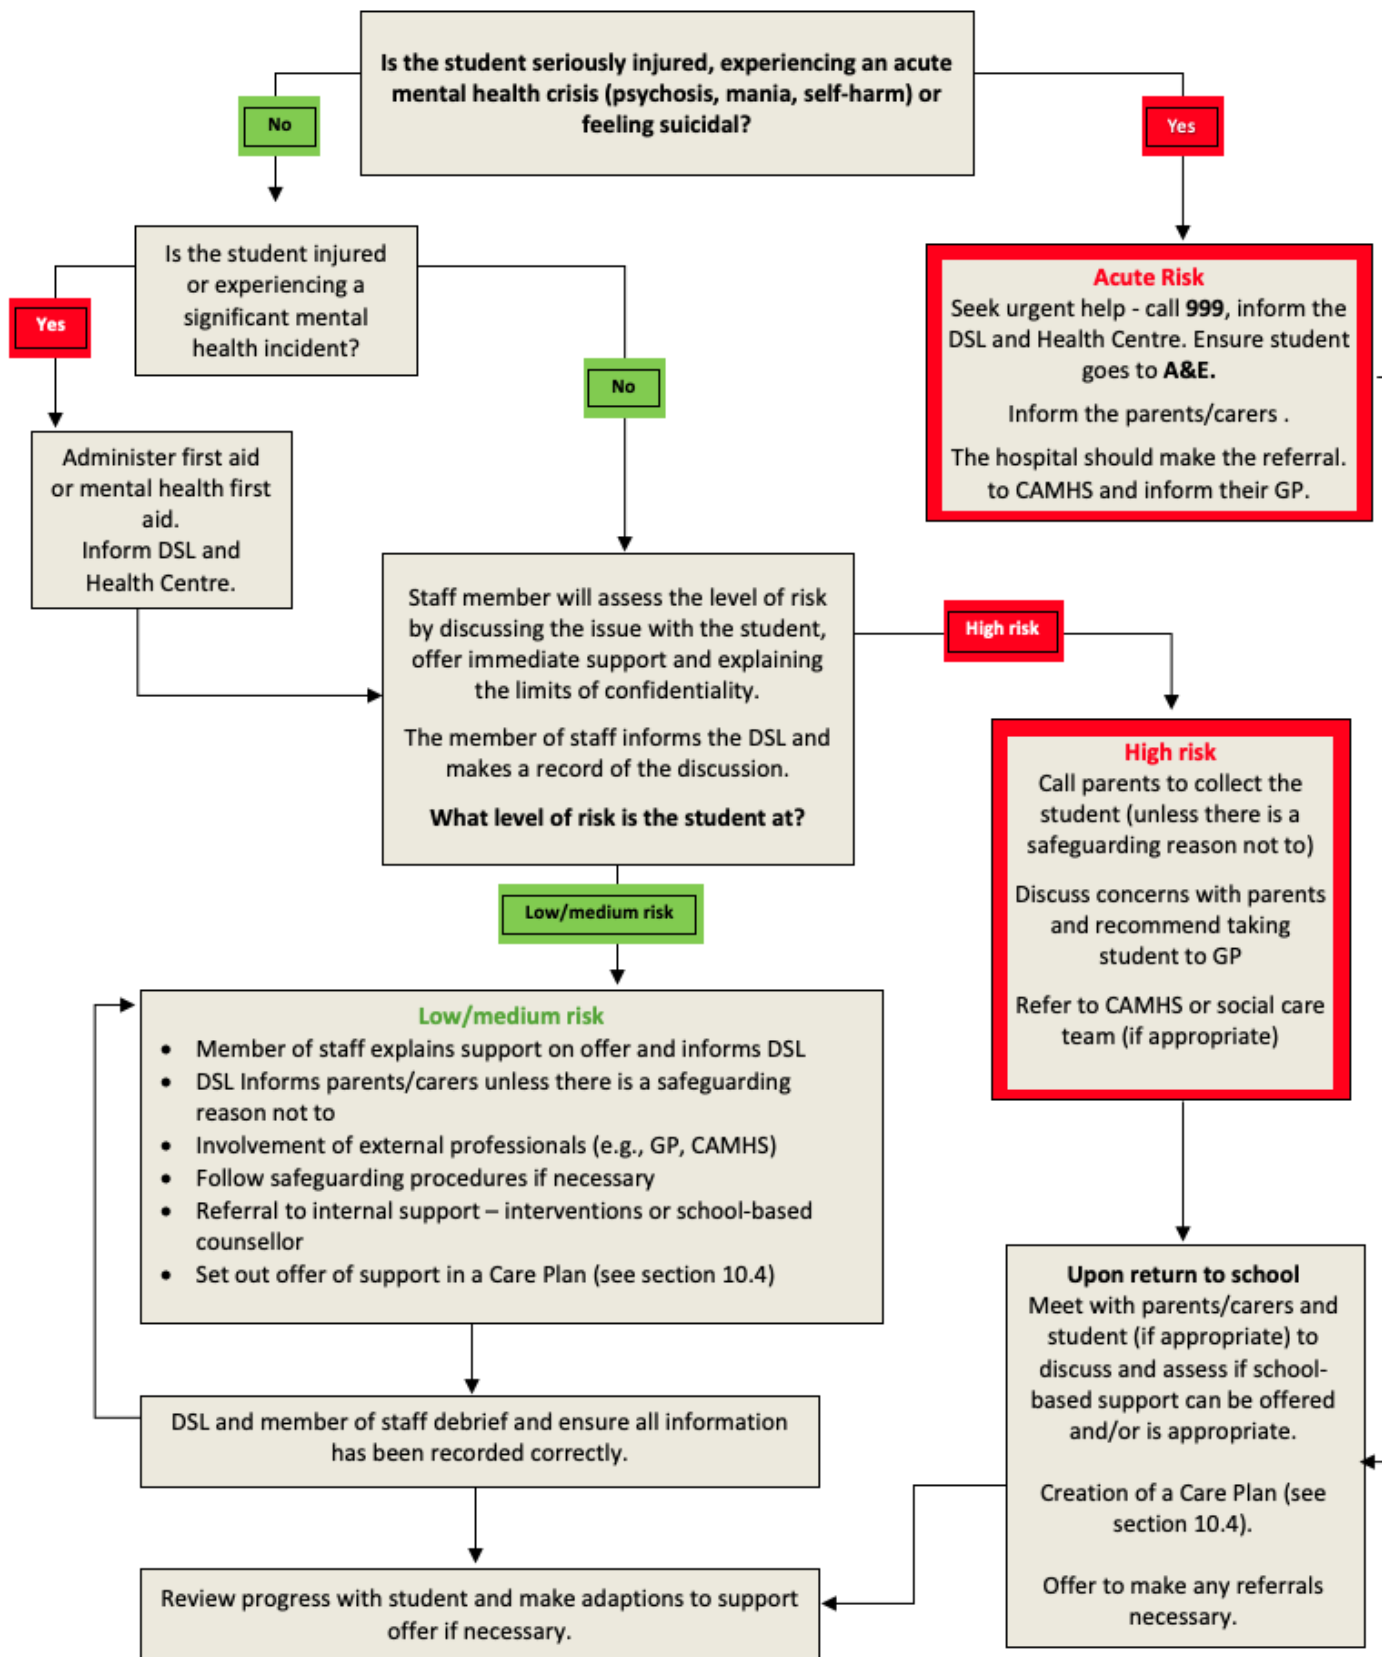 Is the student seriously injured, experiencing an acute
mental health crisis (psychosis, mania, self-harm) or
feeling suicidal?
No
Yes
Is the student injured
or experiencing a
significant mental
health incident?
Yes
No
Acute Risk
Seek urgent help - call 999, inform the
DSL and Health Centre. Ensure student
goes to A&E.
Inform the parents/carers .
The hospital should make the referral.
to CAMHS and inform their GP.
Administer first aid
or mental health first
aid.
Inform DSL and
Health Centre.
Staff member will assess the level of risk
by discussing the issue with the student,
offer immediate support and explaining
the limits of confidentiality.
The member of staff informs the DSL and
makes a record of the discussion.
What level of risk is the student at?
High risk
High risk
Call parents to collect the
student (unless there is a
safeguarding reason not to)
Discuss concerns with parents
and recommend taking
student to GP
Refer to CAMHS or social care
team (if appropriate)
Low/medium risk
Low/medium risk
• Member of staff explains support on offer and informs DSL
• DSL Informs parents/carers unless there is a safeguarding
reason not to
• Involvement of external professionals (e.g., GP, CAMHS)
• Follow safeguarding procedures if necessary
• Referral to internal support – interventions or school-based
counsellor
• Set out offer of support in a Care Plan (see section 10.4)
Upon return to school
Meet with parents/carers and
student (if appropriate) to
discuss and assess if school-
based support can be offered
and/or is appropriate.
Creation of a Care Plan (see
section 10.4).
Offer to make any referrals
necessary.
DSL and member of staff debrief and ensure all information
has been recorded correctly.
Review progress with student and make adaptions to support
offer if necessary.